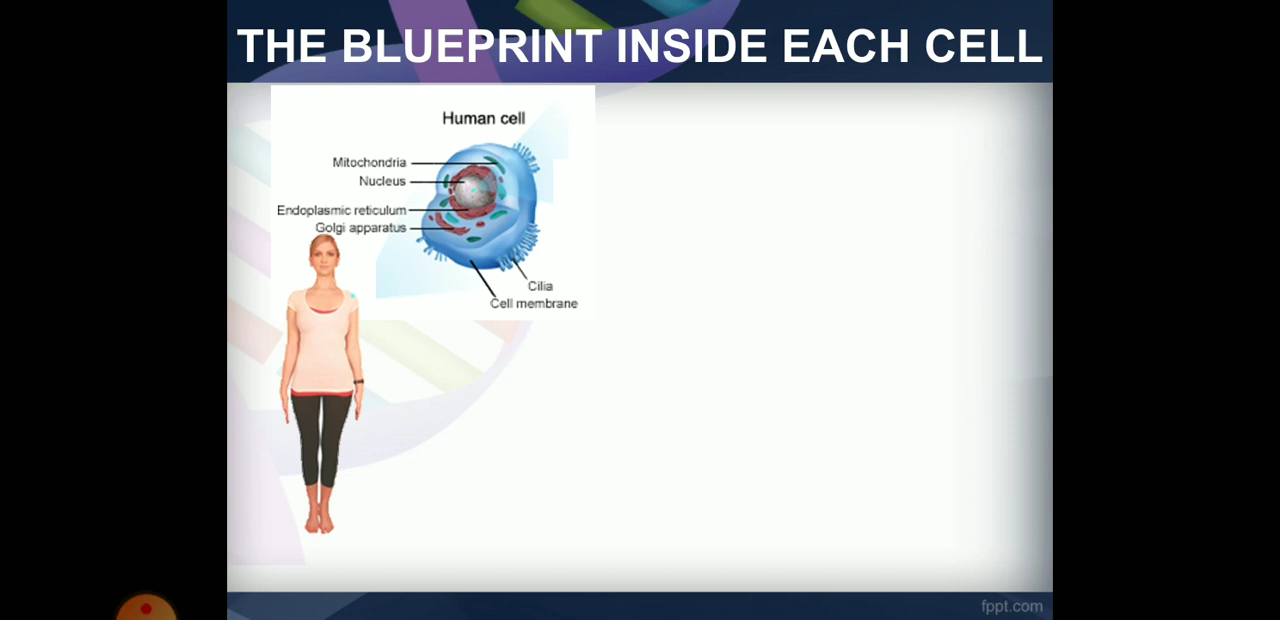 THE BLUEPRINT INSIDE EACH CELL
Human cell
Mitochondria
Nucleus
Endoplasmic reticulum
Golgi apparatus
Cilia
Cell membrane
fppt.com